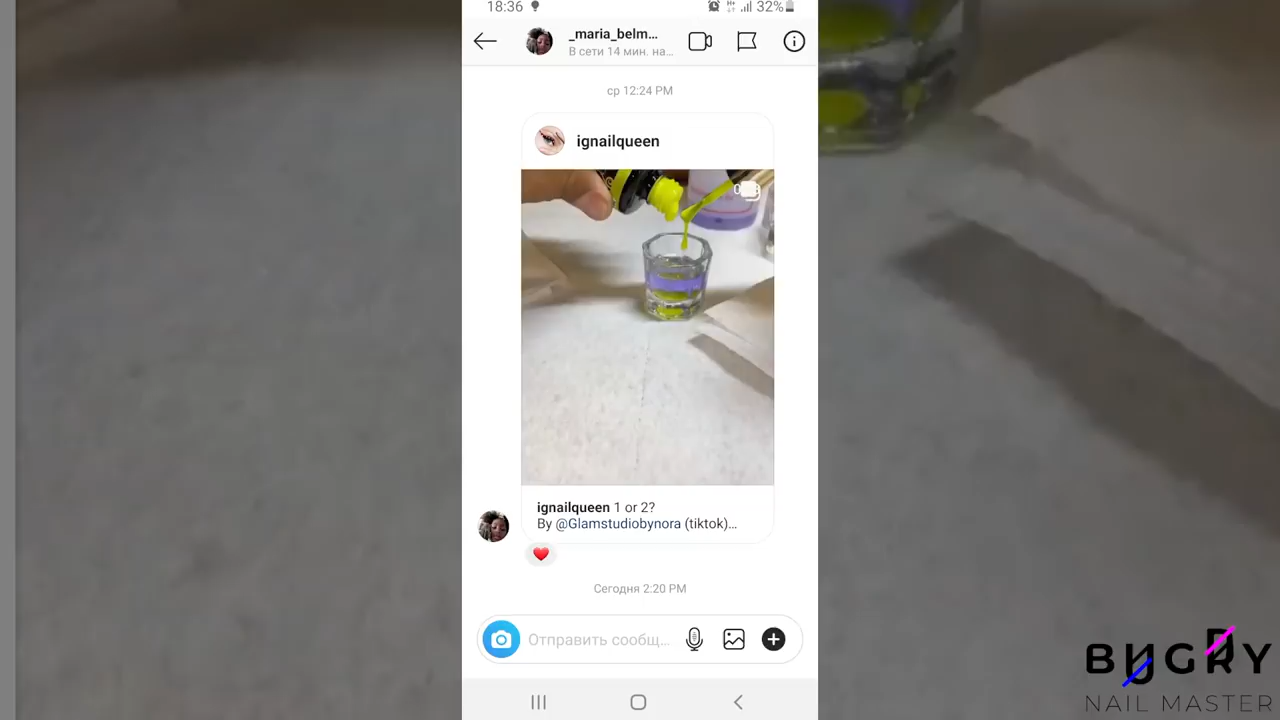 18:36
32%
_maria_belm...
В сети 14 мин. на...
ср 12:24 PM
ignailqueen
ignailqueen 1 or 2?
By @Glamstudiobynora (tiktok)...
Сегодня 2:20 PM
Отправить сообщ...
BUGRY
NAIL MASTER